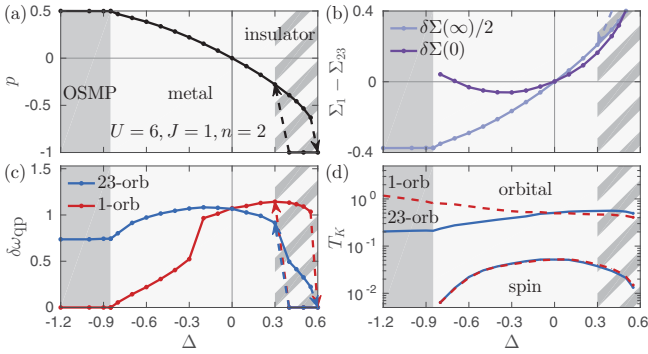 (a)
insulator
OSMP
metal
U = 6, J = 1, n = 2
p
0.5
0
-0.5
-1
(b)
δΣ(∞)/2
δΣ(0)
Σ1 − Σ23
0.4
0
-0.4
(c)
23-orb
1-orb
δωqp
1.5
1
0.5
0
-1.2 -0.9 -0.6 -0.3 0 0.3 0.6
Δ
(d)
1-orb
orbital
23-orb
spin
TK
10^0
10^-1
10^-2
-1.2 -0.9 -0.6 -0.3 0 0.3 0.6
Δ